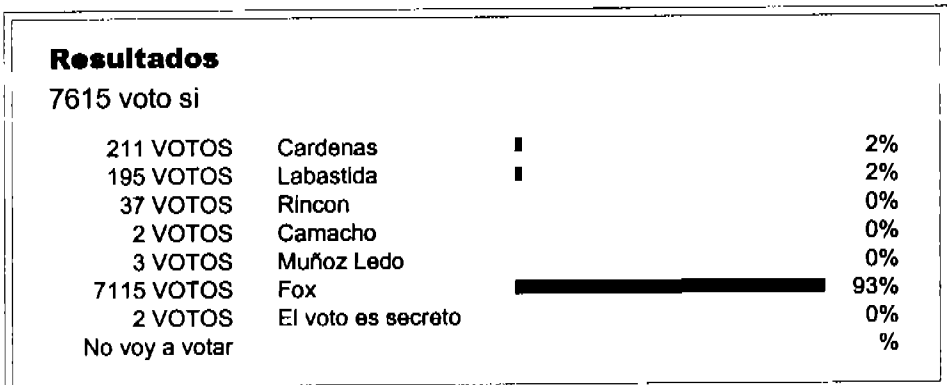 Resultados
7615 voto si
211 VOTOS Cardenas 2%
195 VOTOS Labastida 2%
37 VOTOS Rincon 0%
2 VOTOS Camacho 0%
3 VOTOS Muñoz Ledo 0%
7115 VOTOS Fox 93%
2 VOTOS El voto es secreto 0%
No voy a votar %